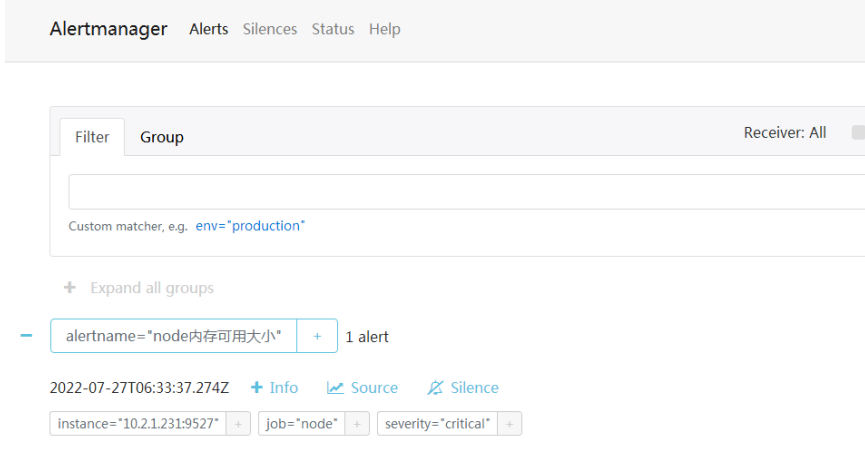 Alertmanager Alerts Silences Status Help
Filter Group Receiver: All
Custom matcher, e.g. env="production"
+ Expand all groups
− alertname="node内存可用大小" + 1 alert
2022-07-27T06:33:37.274Z + Info Source Silence
instance="10.2.1.231:9527" + job="node" + severity="critical" +